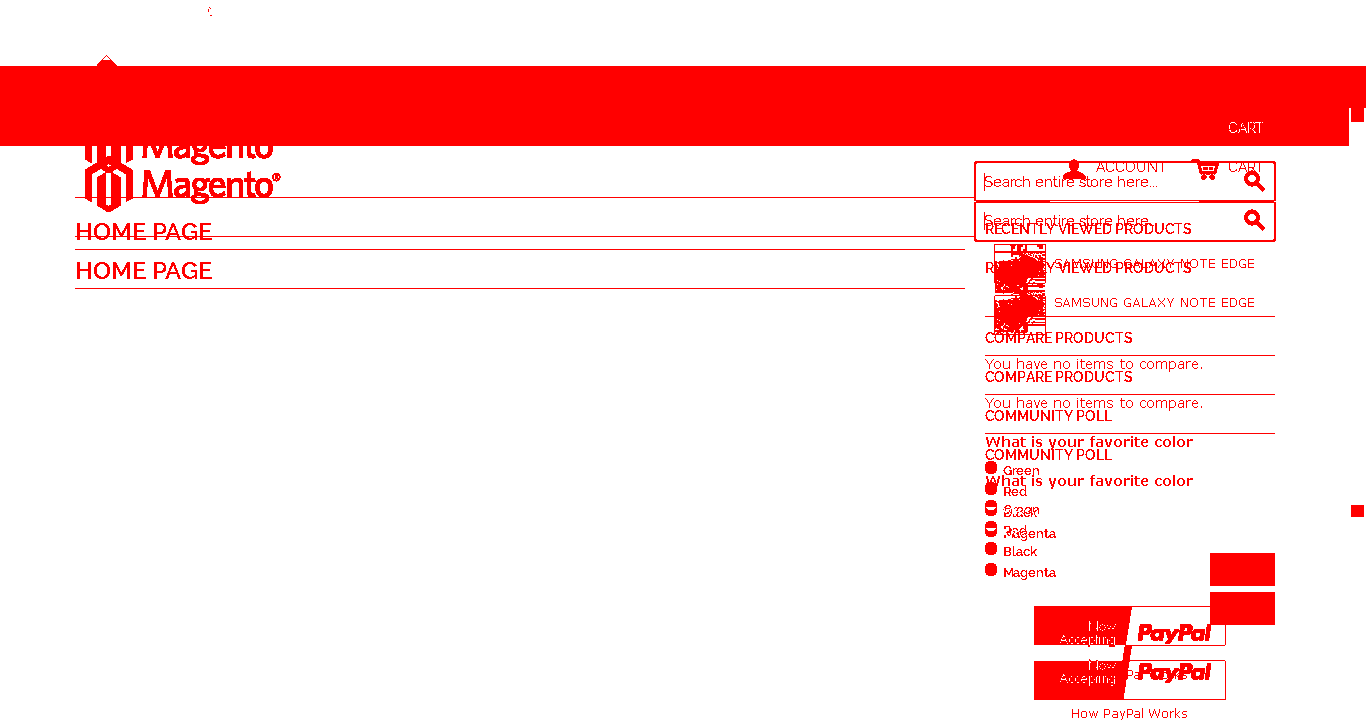 CART
Magento
Magento®
ACCOUNT
CART
Search entire store here...
Search entire store here...
HOME PAGE
RECENTLY VIEWED PRODUCTS
SAMSUNG GALAXY NOTE EDGE
HOME PAGE
RECENTLY VIEWED PRODUCTS
SAMSUNG GALAXY NOTE EDGE
COMPARE PRODUCTS
You have no items to compare.
COMPARE PRODUCTS
You have no items to compare.
COMMUNITY POLL
What is your favorite color
COMMUNITY POLL
Green
What is your favorite color
Red
Green
Black
Red
Magenta
Black
Magenta
Now
Accepting
PayPal
Now
Accepting
PayPal
How PayPal Works